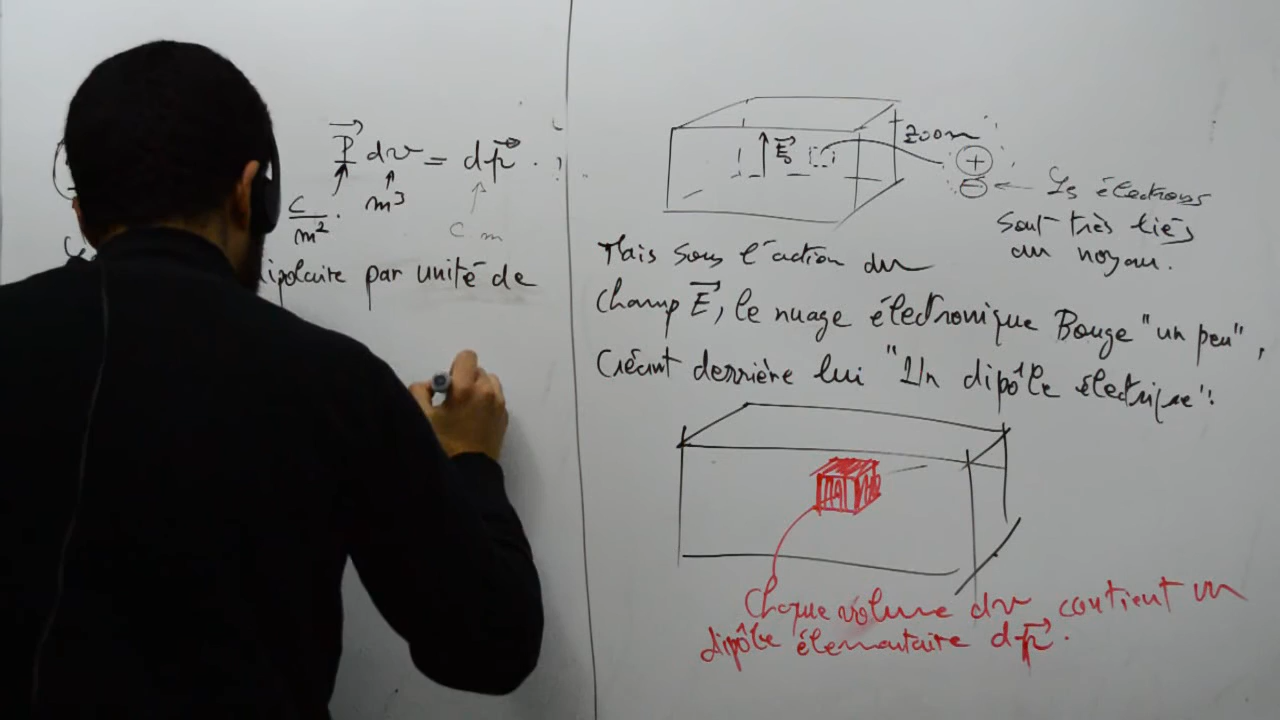 P⃗ dv = dp⃗ .
C/m² . m³ C m
dipolaire par unité de
E⃗₀ Zoom +
−
Les électrons
sont très liés
au noyau.
Mais sous l'action du
Champ E⃗, le nuage électronique Bouge "un peu",
Créant derrière lui "Un dipôle électrique":
Chaque volume dv contient un
dipôle élementaire dp⃗.